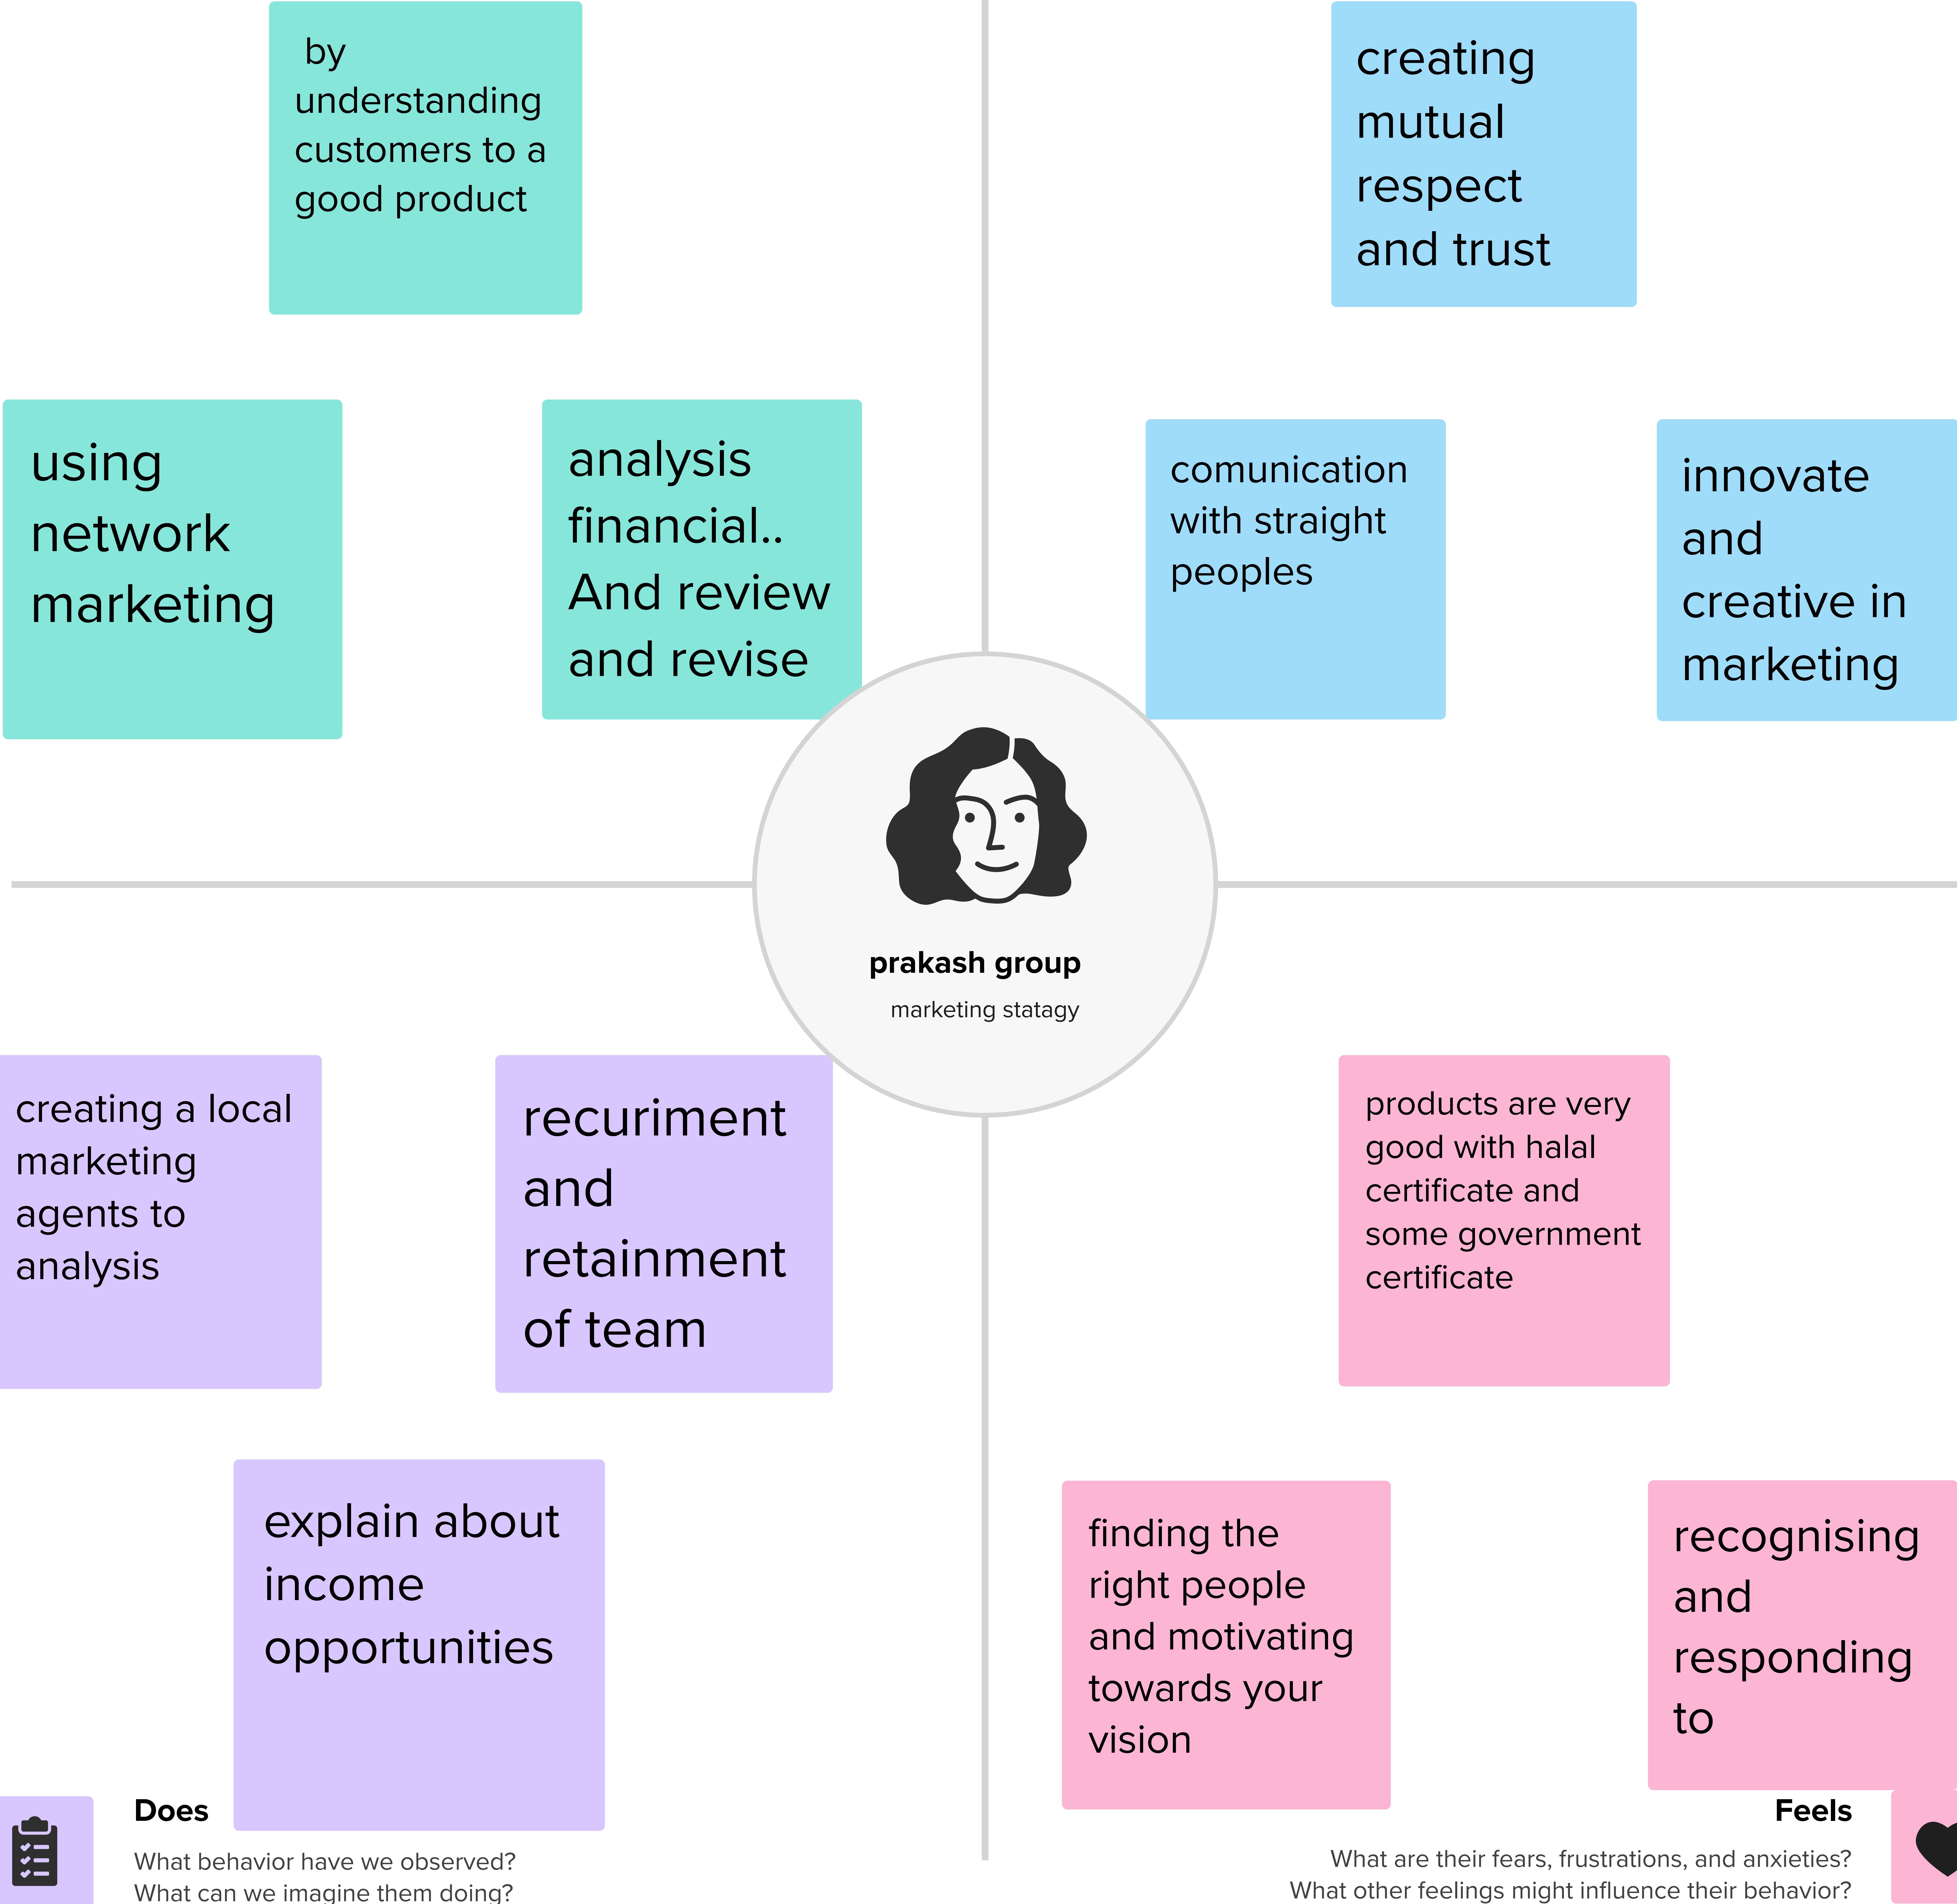 by
understanding
customers to a
good product
creating
mutual
respect
and trust
using
network
marketing
analysis
financial..
And review
and revise
comunication
with straight
peoples
innovate
and
creative in
marketing
prakash group
marketing statagy
creating a local
marketing
agents to
analysis
recuriment
and
retainment
of team
products are very
good with halal
certificate and
some government
certificate
explain about
income
opportunities
finding the
right people
and motivating
towards your
vision
recognising
and
responding
to
Does
What behavior have we observed?
What can we imagine them doing?
Feels
What are their fears, frustrations, and anxieties?
What other feelings might influence their behavior?